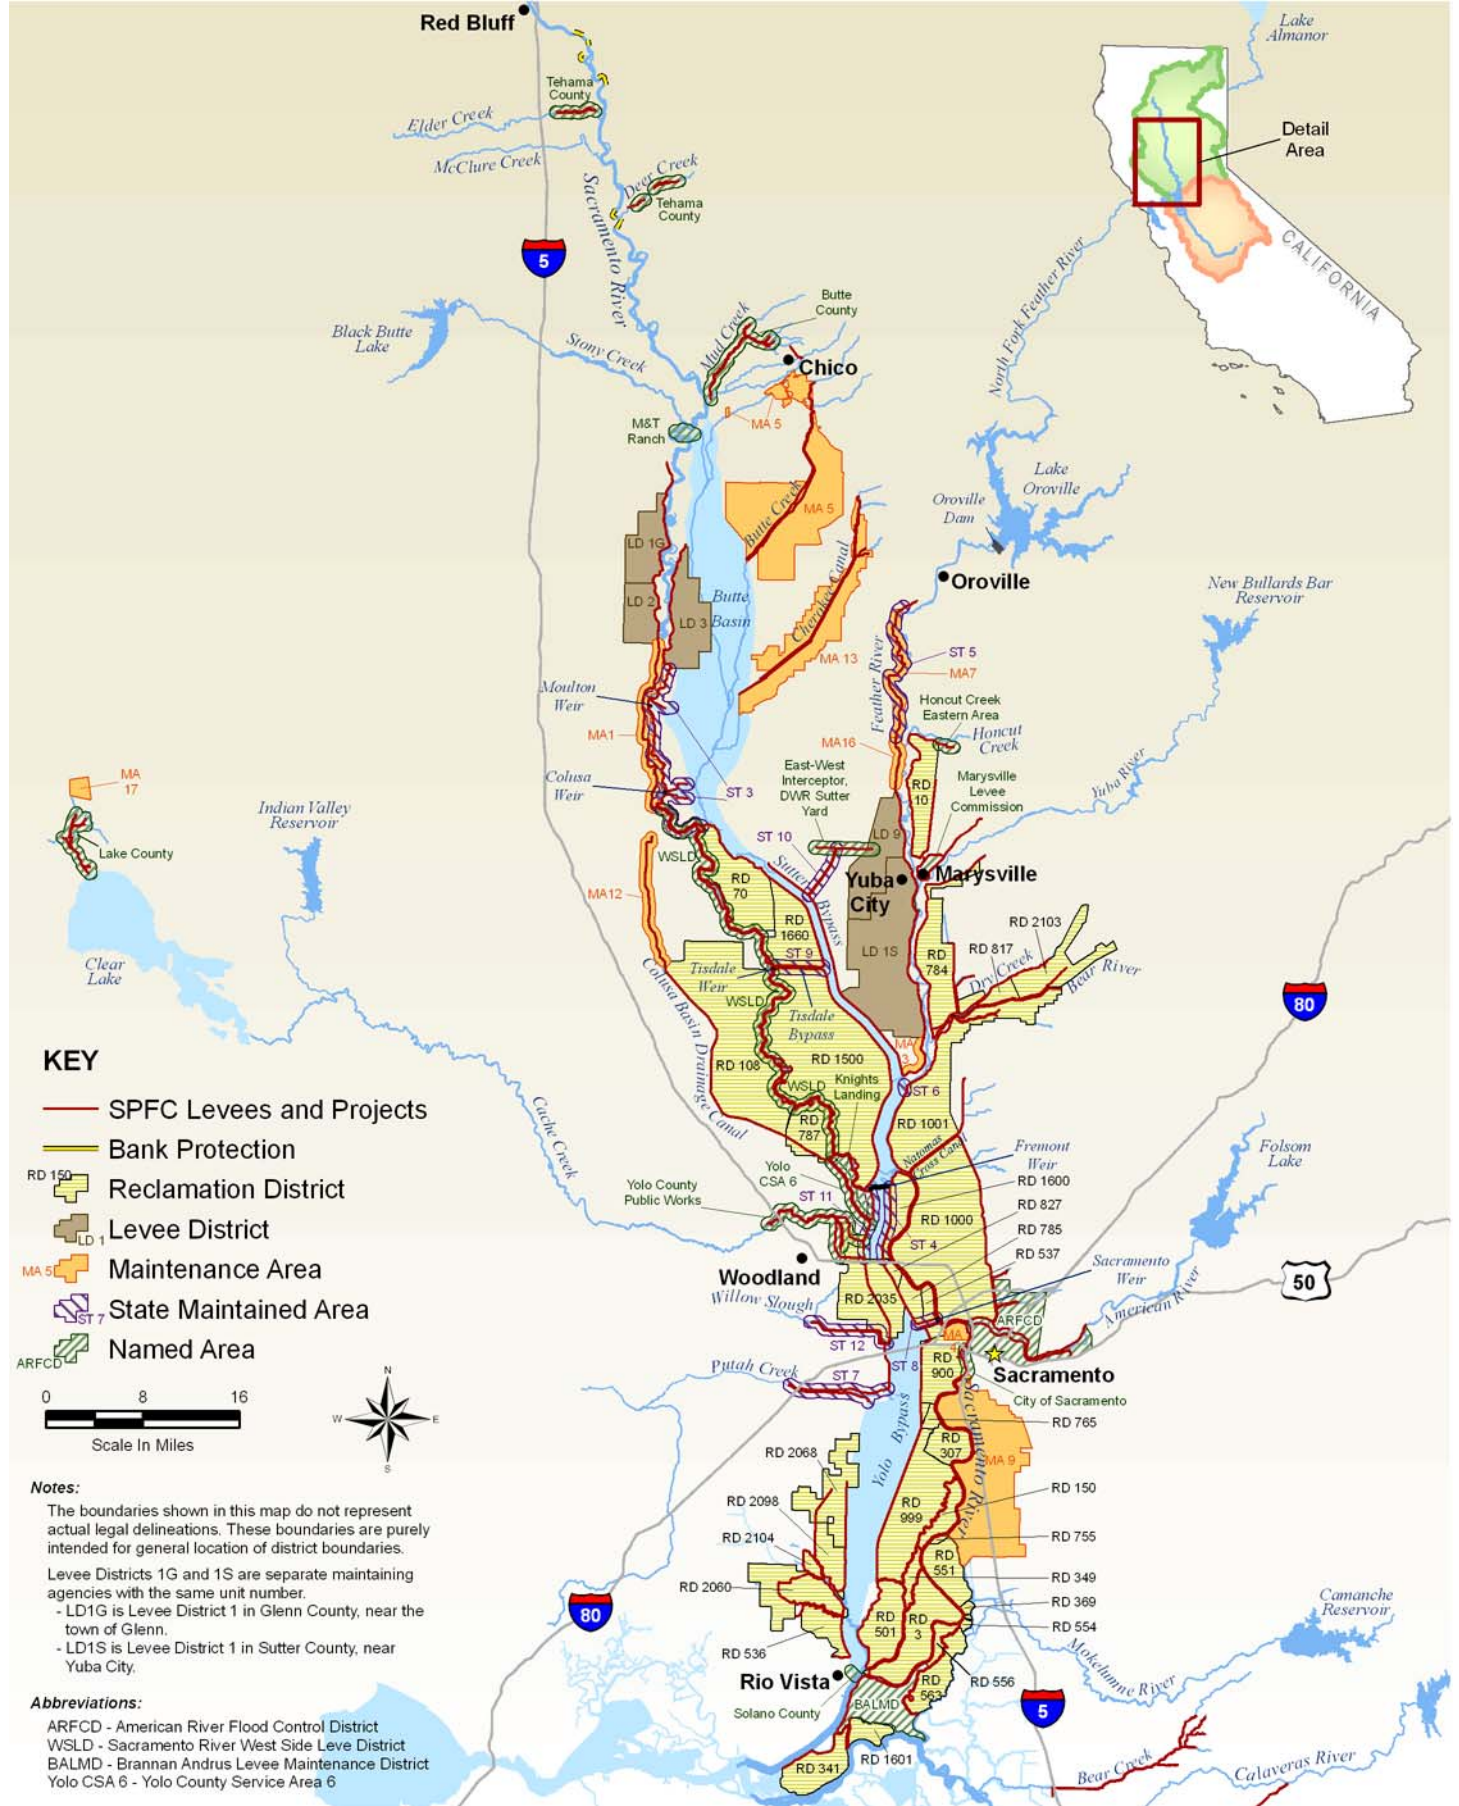 Red Bluff
Lake
Almanor
Tehama
County
Elder Creek
McClure Creek
Deer Creek
Tehama
County
Sacramento River
Detail
Area
CALIFORNIA
5
North Fork Feather River
Black Butte
Lake
Stony Creek
Mud Creek
Butte
County
Chico
MA 5
M&T
Ranch
Lake
Oroville
Oroville
Dam
Butte Creek
MA 5
LD 1G
Cherokee Canal
Oroville
New Bullards Bar
Reservoir
LD 2
LD 3
Butte
Basin
MA 13
Feather River
ST 5
MA7
Moulton
Weir
Honcut Creek
Eastern Area
Honcut
Creek
MA1
MA16
East-West
Interceptor,
DWR Sutter
Yard
Marysville
Levee
Commission
Yuba River
Colusa
Weir
ST 3
RD
10
MA
17
Indian Valley
Reservoir
Lake County
ST 10
LD 9
WSLD
Sutter
Bypass
RD
70
Yuba
City
Marysville
MA12
RD
1660
RD 2103
RD 817
LD 1S
RD
784
Dry Creek
Bear River
ST 9
Clear
Lake
Colusa Basin Drainage Canal
Tisdale
Weir
WSLD
Tisdale
Bypass
80
MA
3
RD 108
RD 1500
WSLD
Knights
Landing
ST 6
RD
787
RD 1001
Cache Creek
Natomas
Cross Canal
Fremont
Weir
Folsom
Lake
Yolo
CSA 6
Yolo County
Public Works
ST 11
RD 1600
RD 827
RD 1000
RD 785
ST 4
RD 537
Woodland
Sacramento
Weir
50
Willow Slough
RD 2035
American River
ARFCD
ST 12
MA
4
ST 8
RD
900
Sacramento
Putah Creek
ST 7
City of Sacramento
Yolo
Bypass
Sacramento River
RD 765
RD
307
RD 2068
MA 9
RD 150
RD 2098
RD
999
RD 2104
RD 755
RD
551
RD 349
RD 2060
RD 369
80
RD
501
RD
3
RD 554
Camanche
Reservoir
Mokelumne River
RD 536
Rio Vista
RD 556
RD
563
Solano County
BALMD
5
RD 1601
RD 341
Bear Creek
Calaveras River
KEY
SPFC Levees and Projects
Bank Protection
RD 150
Reclamation District
LD 1
Levee District
MA 5
Maintenance Area
ST 7
State Maintained Area
ARFCD
Named Area
0 8 16
Scale In Miles
N
W E
S
Notes:
The boundaries shown in this map do not represent
actual legal delineations. These boundaries are purely
intended for general location of district boundaries.
Levee Districts 1G and 1S are separate maintaining
agencies with the same unit number.
- LD1G is Levee District 1 in Glenn County, near the
town of Glenn.
- LD1S is Levee District 1 in Sutter County, near
Yuba City.
Abbreviations:
ARFCD - American River Flood Control District
WSLD - Sacramento River West Side Leve District
BALMD - Brannan Andrus Levee Maintenance District
Yolo CSA 6 - Yolo County Service Area 6